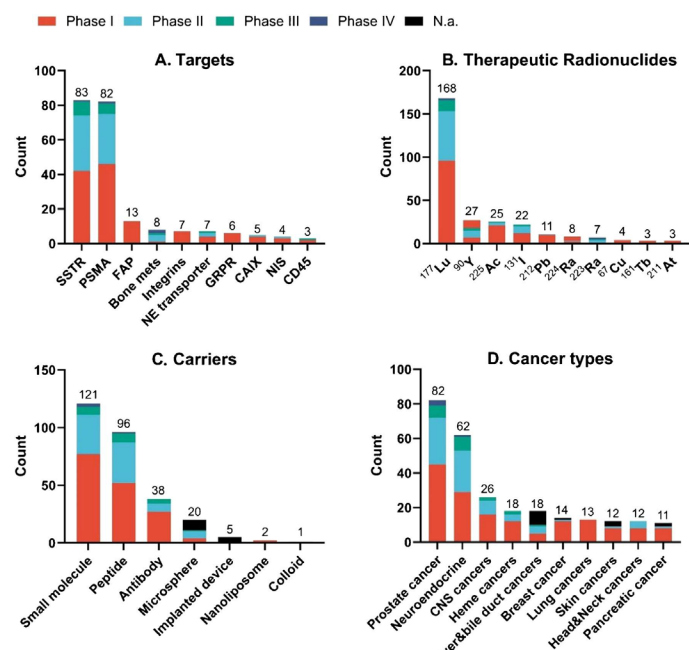 Phase I Phase II Phase III Phase IV N.a.
A. Targets
Count
100
80
60
40
20
0
83 82 13 8 7 7 6 5 4 3
SSTR
PSMA
FAP
Bone mets
Integrins
NE transporter
GRPR
CAIX
NIS
CD45
B. Therapeutic Radionuclides
Count
200
150
100
50
0
168 27 25 22 11 8 7 4 3 3
177Lu
90Y
225Ac
131I
212Pb
224Ra
223Ra
67Cu
161Tb
211At
C. Carriers
Count
150
100
50
0
121 96 38 20 5 2 1
Small molecule
Peptide
Antibody
Microsphere
Implanted device
Nanoliposome
Colloid
D. Cancer types
Count
100
80
60
40
20
0
82 62 26 18 18 14 13 12 12 11
Prostate cancer
Neuroendocrine
CNS cancers
Heme cancers
er&bile duct cancers
Breast cancer
Lung cancers
Skin cancers
Head&Neck cancers
Pancreatic cancer